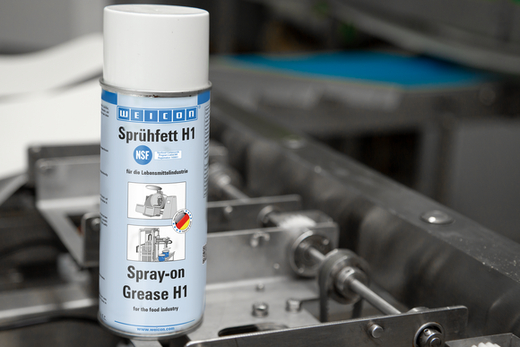 WEICON
Sprühfett H1
NSF
für die Lebensmittelindustrie
Spray-on
Grease H1
for the food industry
www.weicon.de